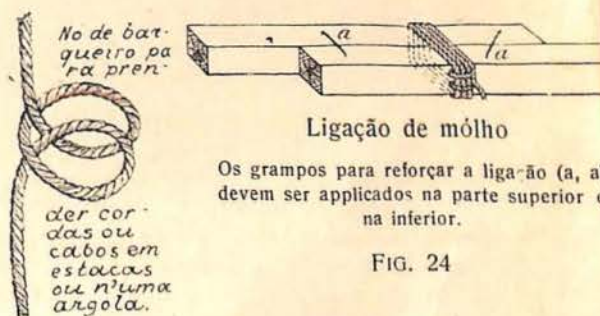 No de bar-
queiro pa
ra pren-
der cor-
das ou
cabos em
estacas
ou n'uma
argola.
a
a
Ligação de mólho
Os grampos para reforçar a liga-ão (a, a
devem ser applicados na parte superior e
na inferior.
FIG. 24